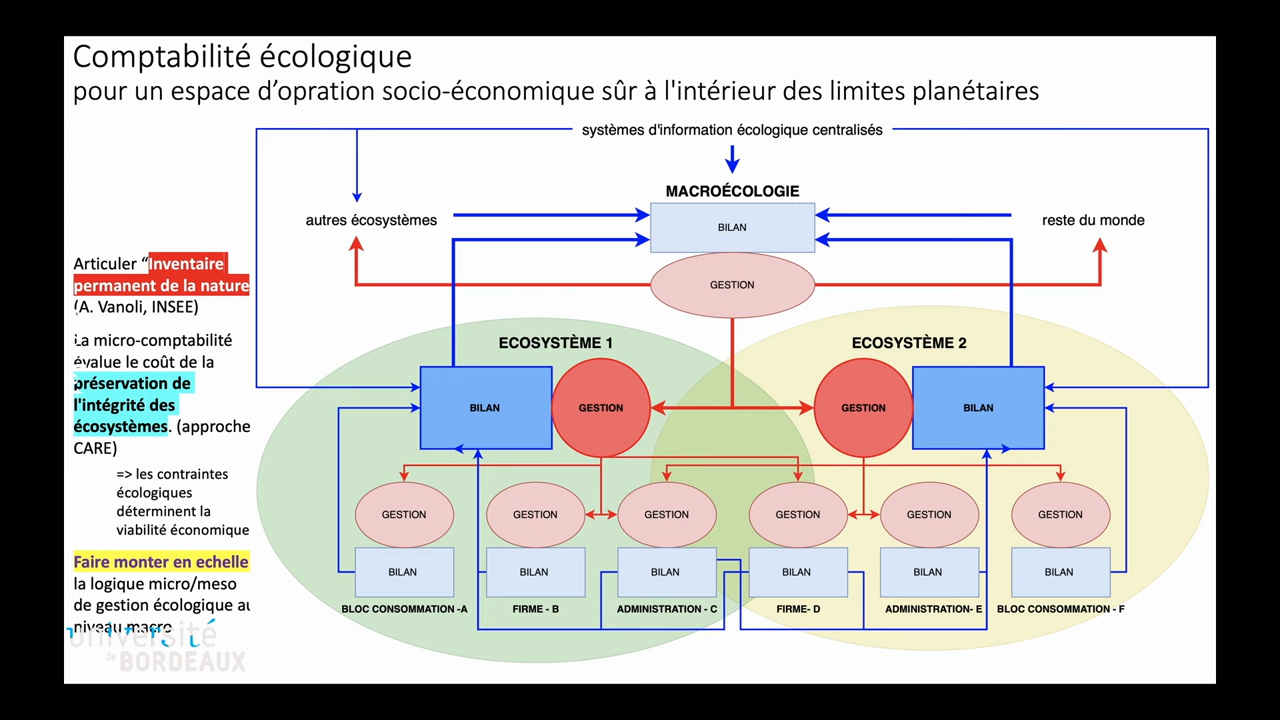 Comptabilité écologique
pour un espace d’opration socio-économique sûr à l'intérieur des limites planétaires
systèmes d'information écologique centralisés
MACROÉCOLOGIE
autres écosystèmes
BILAN
reste du monde
GESTION
Articuler “Inventaire
permanent de la nature
(A. Vanoli, INSEE)
La micro-comptabilité
évalue le coût de la
préservation de
l'intégrité des
écosystèmes. (approche
CARE)
=> les contraintes
écologiques
déterminent la
viabilité économique
Faire monter en echelle
la logique micro/meso
de gestion écologique au
niveau macro
ECOSYSTÈME 1
ECOSYSTÈME 2
BILAN
GESTION
GESTION
BILAN
GESTION
GESTION
GESTION
GESTION
GESTION
GESTION
BILAN
BILAN
BILAN
BILAN
BILAN
BILAN
BLOC CONSOMMATION -A
FIRME - B
ADMINISTRATION - C
FIRME- D
ADMINISTRATION- E
BLOC CONSOMMATION - F
université
de BORDEAUX